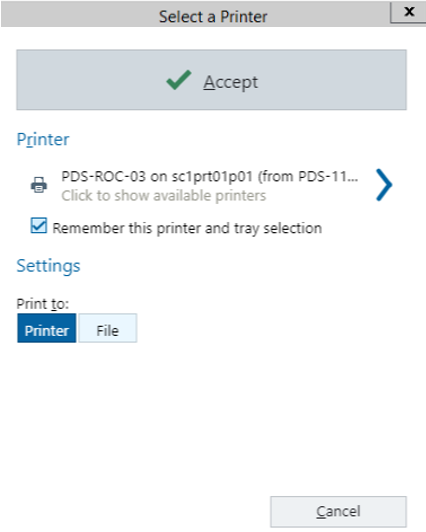 Select a Printer
x
Accept
Printer
PDS-ROC-03 on sc1prt01p01 (from PDS-11...
Click to show available printers
Remember this printer and tray selection
Settings
Print to:
Printer File
Cancel